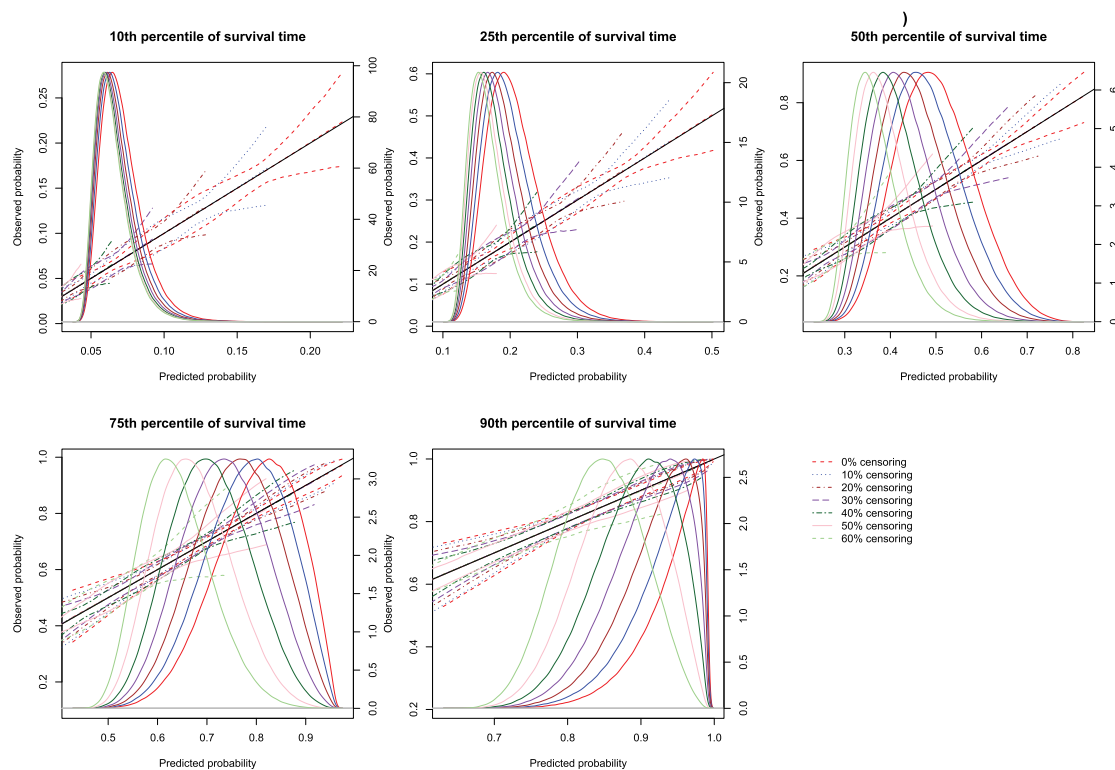 )
10th percentile of survival time
25th percentile of survival time
50th percentile of survival time
Observed probability
0.00 0.05 0.10 0.15 0.20 0.25
0 20 40 60 80 100
0.05 0.10 0.15 0.20
Predicted probability
Observed probability
0.0 0.1 0.2 0.3 0.4 0.5 0.6
0 5 10 15 20
0.1 0.2 0.3 0.4 0.5
Predicted probability
Observed probability
0.2 0.4 0.6 0.8
0 1 2 3 4 5 6
0.3 0.4 0.5 0.6 0.7 0.8
Predicted probability
75th percentile of survival time
90th percentile of survival time
Observed probability
0.2 0.4 0.6 0.8 1.0
0.0 0.5 1.0 1.5 2.0 2.5 3.0
0.5 0.6 0.7 0.8 0.9
Predicted probability
Observed probability
0.2 0.4 0.6 0.8 1.0
0.0 0.5 1.0 1.5 2.0 2.5
0.7 0.8 0.9 1.0
Predicted probability
0% censoring
10% censoring
20% censoring
30% censoring
40% censoring
50% censoring
60% censoring